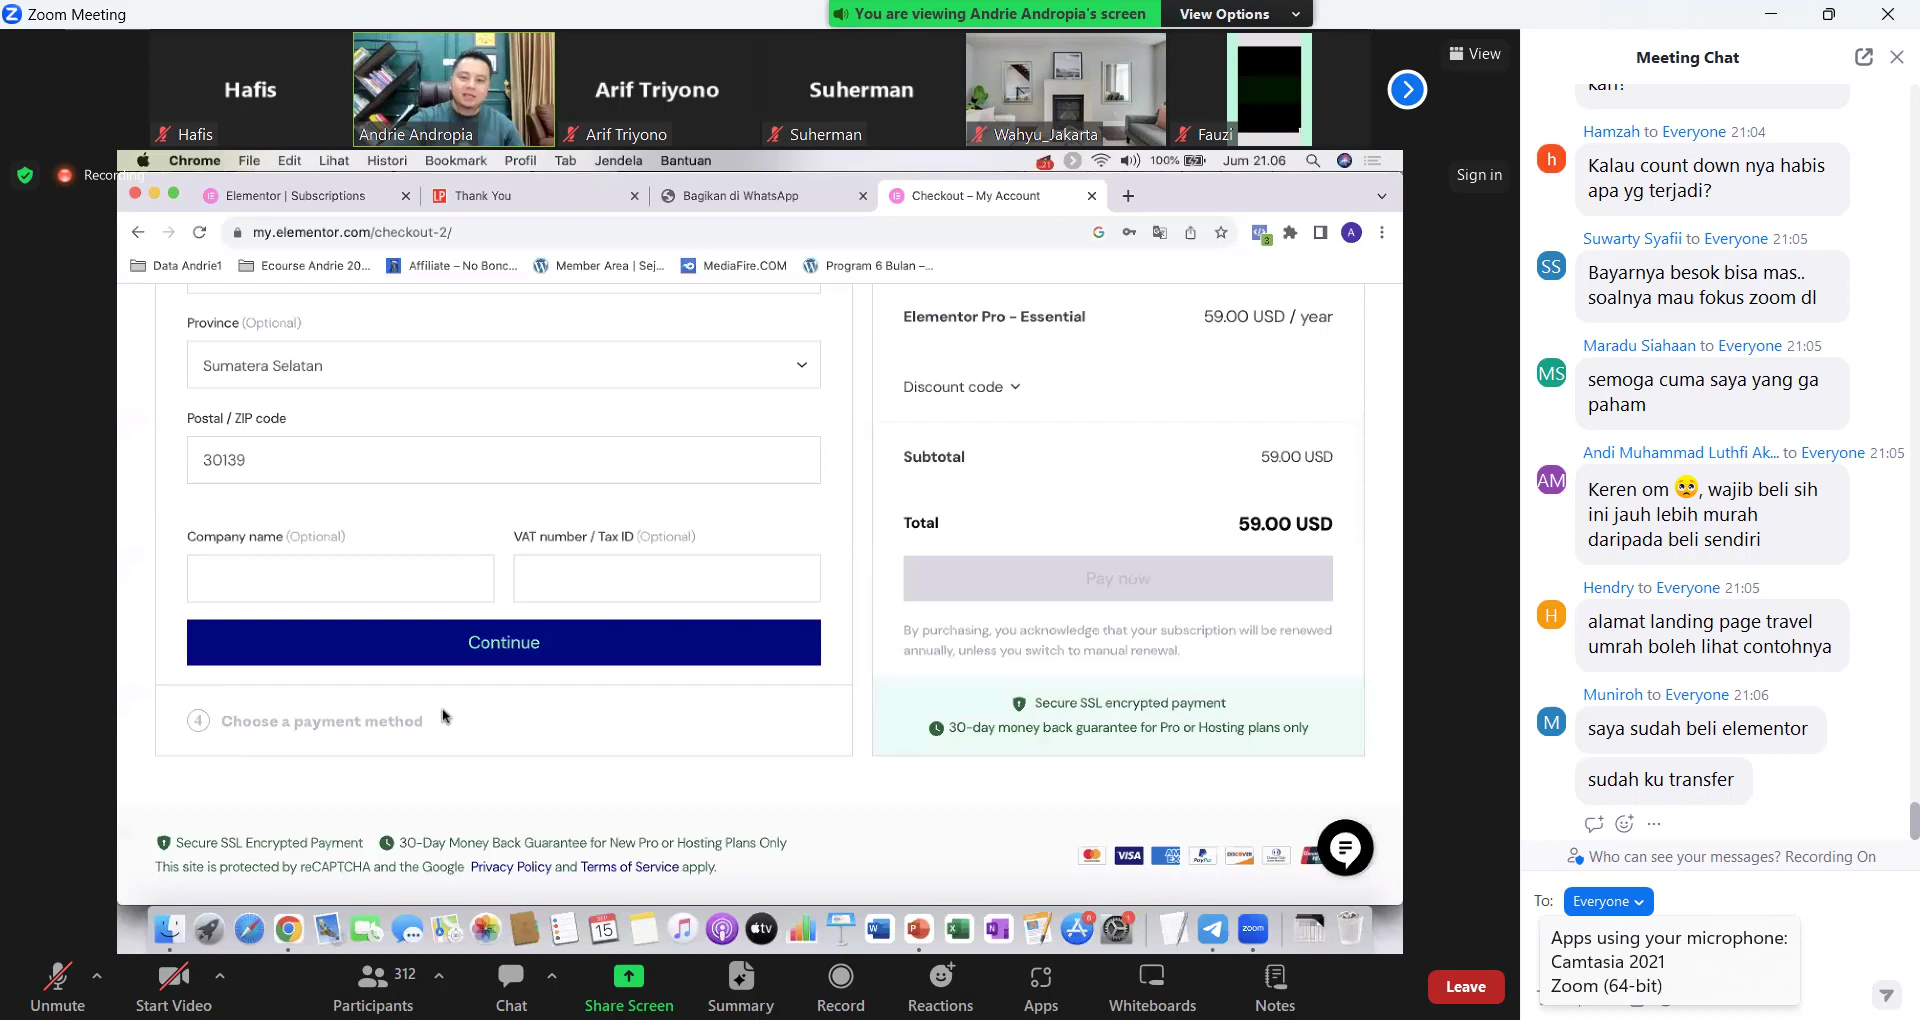 Zoom Meeting
You are viewing Andrie Andropia's screen
View Options
Hafis
Hafis
Andrie Andropia
Arif Triyono
Arif Triyono
Suherman
Suherman
Wahyu_Jakarta
Fauzi
View
Sign in
Recording
Chrome File Edit Lihat Histori Bookmark Profil Tab Jendela Bantuan
100% Jum 21.06
Elementor | Subscriptions
Thank You
Bagikan di WhatsApp
Checkout – My Account
my.elementor.com/checkout-2/
Data Andrie1
Ecourse Andrie 20...
Affiliate – No Bonc...
Member Area | Sej...
MediaFire.COM
Program 6 Bulan –...
Province (Optional)
Sumatera Selatan
Postal / ZIP code
30139
Company name (Optional)
VAT number / Tax ID (Optional)
Continue
4 Choose a payment method
Elementor Pro - Essential 59.00 USD / year
Discount code
Subtotal 59.00 USD
Total 59.00 USD
Pay now
By purchasing, you acknowledge that your subscription will be renewed
annually, unless you switch to manual renewal.
Secure SSL encrypted payment
30-day money back guarantee for Pro or Hosting plans only
Secure SSL Encrypted Payment 30-Day Money Back Guarantee for New Pro or Hosting Plans Only
This site is protected by reCAPTCHA and the Google Privacy Policy and Terms of Service apply.
VISA
PayPal
DISCOVER
SEP
15
tv
zoom
Unmute
Start Video
312
Participants
Chat
Share Screen
Summary
Record
Reactions
Apps
Whiteboards
Notes
Leave
Meeting Chat
Kan?
Hamzah to Everyone 21:04
h
Kalau count down nya habis
apa yg terjadi?
Suwarty Syafii to Everyone 21:05
SS
Bayarnya besok bisa mas..
soalnya mau fokus zoom dl
Maradu Siahaan to Everyone 21:05
MS
semoga cuma saya yang ga
paham
Andi Muhammad Luthfi Ak... to Everyone 21:05
AM
Keren om 🥺, wajib beli sih
ini jauh lebih murah
daripada beli sendiri
Hendry to Everyone 21:05
H
alamat landing page travel
umrah boleh lihat contohnya
Muniroh to Everyone 21:06
M
saya sudah beli elementor
sudah ku transfer
Who can see your messages? Recording On
To: Everyone
Apps using your microphone:
Camtasia 2021
Zoom (64-bit)